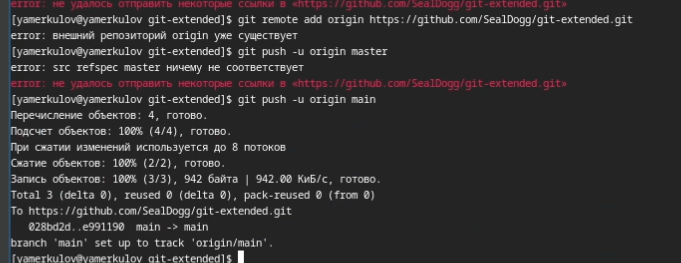 error: не удалось отправить некоторые ссылки в «https://github.com/SealDogg/git-extended.git»
[yamerkulov@yamerkulov git-extended]$ git remote add origin https://github.com/SealDogg/git-extended.git
error: внешний репозиторий origin уже существует
[yamerkulov@yamerkulov git-extended]$ git push -u origin master
error: src refspec master ничему не соответствует
error: не удалось отправить некоторые ссылки в «https://github.com/SealDogg/git-extended.git»
[yamerkulov@yamerkulov git-extended]$ git push -u origin main
Перечисление объектов: 4, готово.
Подсчет объектов: 100% (4/4), готово.
При сжатии изменений используется до 8 потоков
Сжатие объектов: 100% (2/2), готово.
Запись объектов: 100% (3/3), 942 байта | 942.00 КиБ/с, готово.
Total 3 (delta 0), reused 0 (delta 0), pack-reused 0 (from 0)
To https://github.com/SealDogg/git-extended.git
028bd2d..e991190 main -> main
branch 'main' set up to track 'origin/main'.
[yamerkulov@yamerkulov git-extended]$